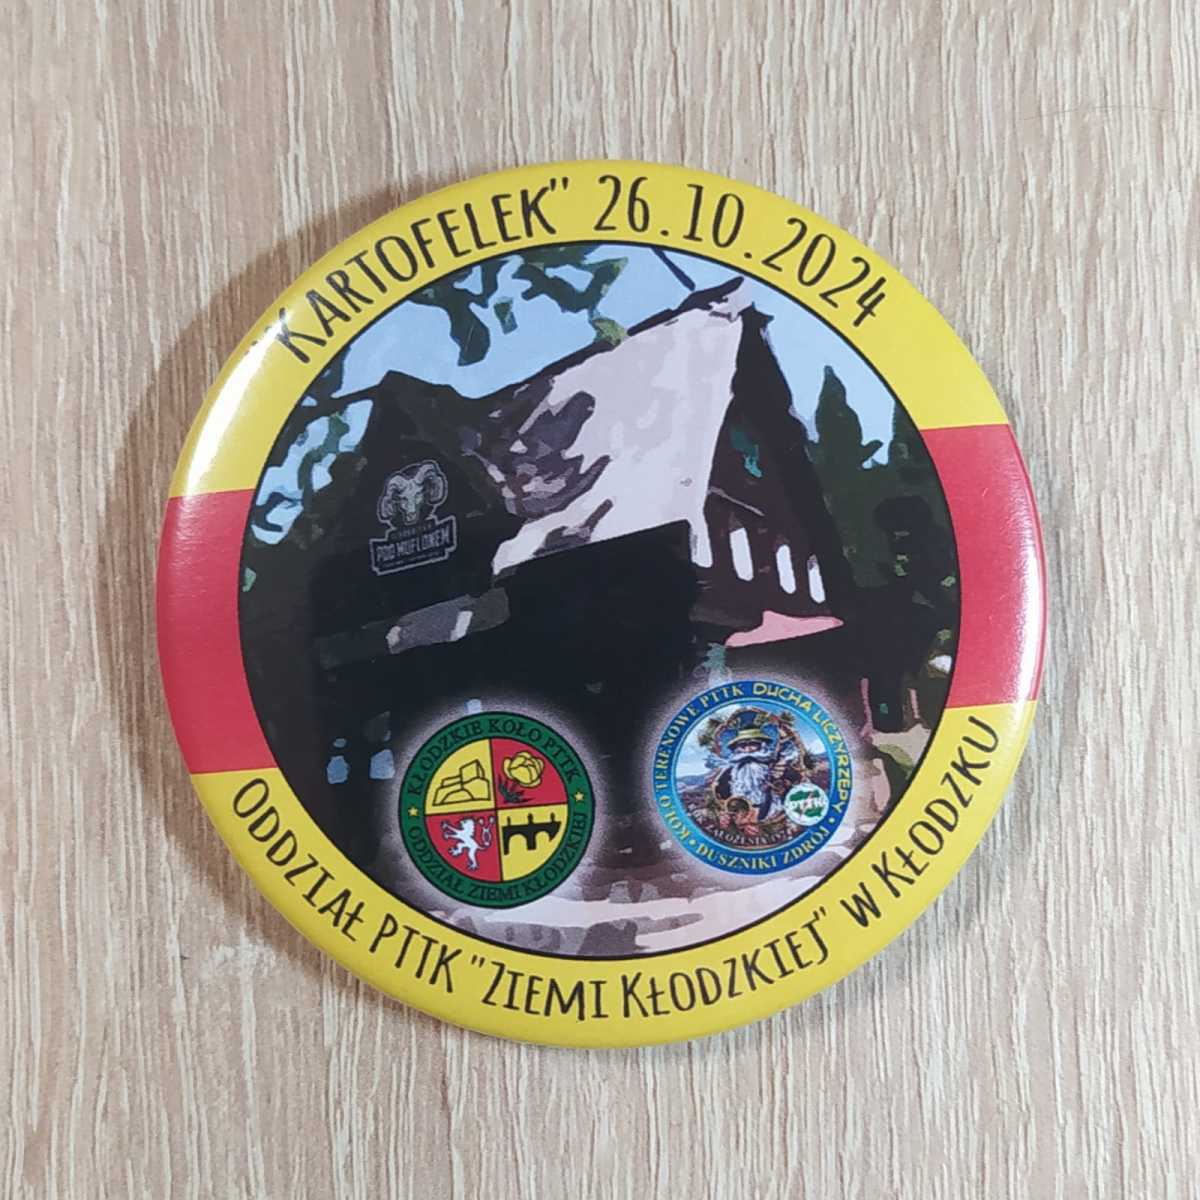 "KARTOFELEK" 26.10.2024
POD MUFLONEM
KŁODZKIE KOŁO PTTK
ODDZIAŁ ZIEMI KŁODZKIEJ
KOŁO TERENOWE PTTK DUCHA LICZYRZEPY
DUSZNIKI ZDRÓJ
PTTK
ODDZIAŁ PTTK "ZIEMI KŁODZKIEJ" W KŁODZKU